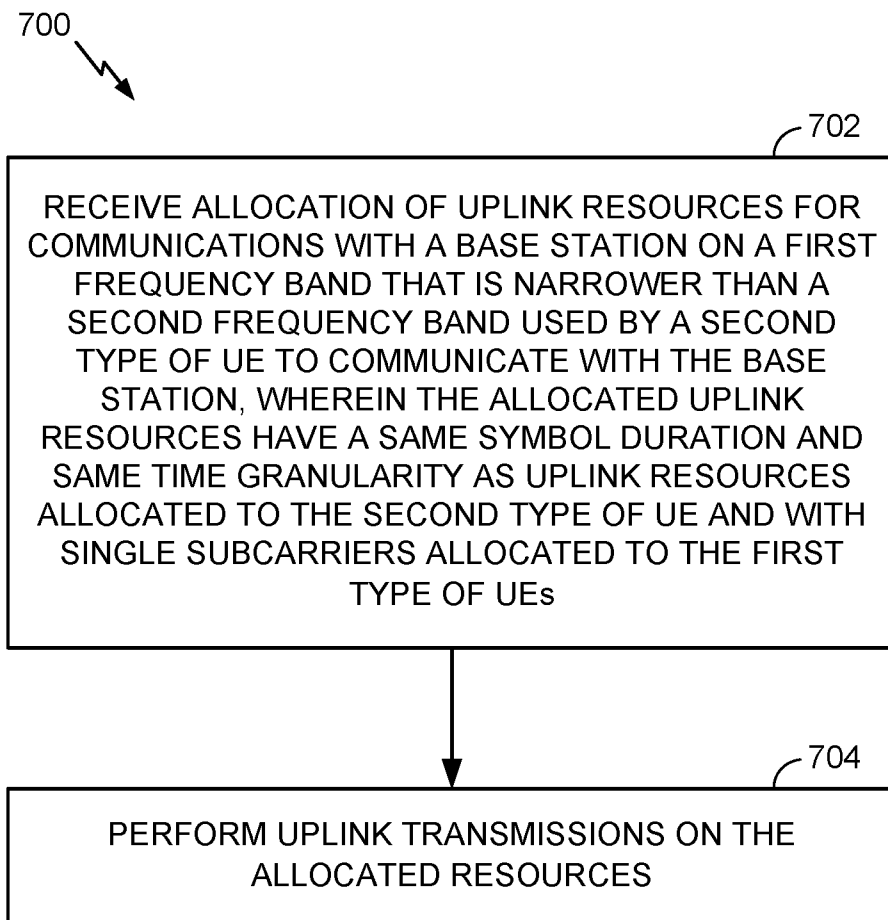 700
702
RECEIVE ALLOCATION OF UPLINK RESOURCES FOR
COMMUNICATIONS WITH A BASE STATION ON A FIRST
FREQUENCY BAND THAT IS NARROWER THAN A
SECOND FREQUENCY BAND USED BY A SECOND
TYPE OF UE TO COMMUNICATE WITH THE BASE
STATION, WHEREIN THE ALLOCATED UPLINK
RESOURCES HAVE A SAME SYMBOL DURATION AND
SAME TIME GRANULARITY AS UPLINK RESOURCES
ALLOCATED TO THE SECOND TYPE OF UE AND WITH
SINGLE SUBCARRIERS ALLOCATED TO THE FIRST
TYPE OF UEs
704
PERFORM UPLINK TRANSMISSIONS ON THE
ALLOCATED RESOURCES